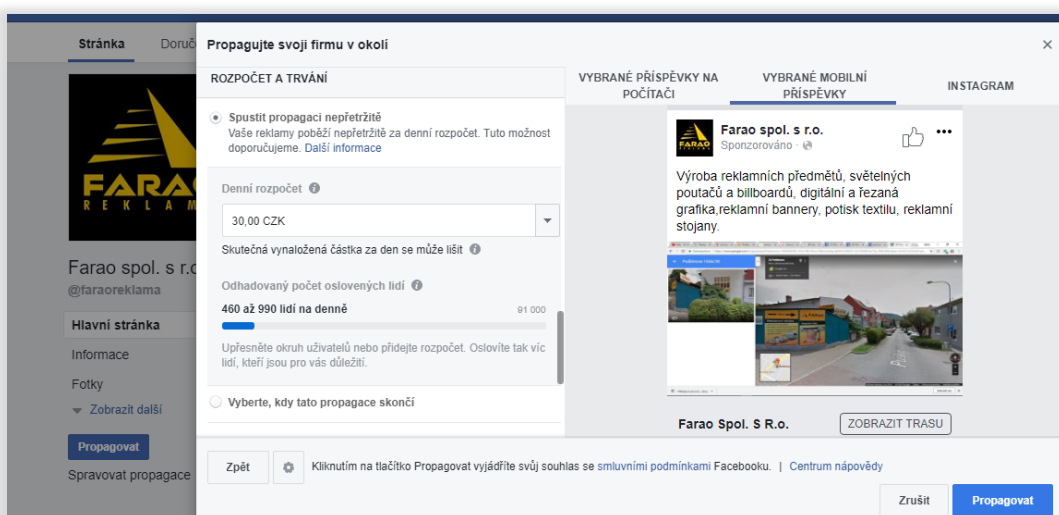 Stránka
Propagujte svoji firmu v okolí
FARAO
REKLAM
Farao spol. s r.o
@faraoreklama
Hlavní stránka
Informace
Fotky
Zobrazit další
Propagovat
Spravovat propagace
ROZPOČET A TRVÁNÍ
Spustit propagaci nepřetržitě
Vaše reklamy poběží nepřetržitě za denní rozpočet. Tuto možnost
doporučujeme. Další informace
Denní rozpočet
30,00 CZK
Skutečná vynaložená částka za den se může lišit
Odhadovaný počet oslovených lidí
460 až 990 lidí na denně 91 000
Upřesněte okruh uživatelů nebo přidejte rozpočet. Oslovíte tak víc
lidí, kteří jsou pro vás důležití.
Vyberte, kdy tato propagace skončí
VYBRANÉ PŘÍSPĚVKY NA
POČÍTAČI
VYBRANÉ MOBILNÍ
PŘÍSPĚVKY
INSTAGRAM
FARAO
Farao spol. s r.o.
Sponzorováno ·
Výroba reklamních předmětů, světelných
poutačů a billboardů, digitální a řezaná
grafika,reklamní bannery, potisk textilu, reklamní
stojany.
Farao Spol. S R.o.
ZOBRAZIT TRASU
Zpět
Kliknutím na tlačítko Propagovat vyjádříte svůj souhlas se smluvními podmínkami Facebooku. | Centrum nápovědy
Zrušit
Propagovat